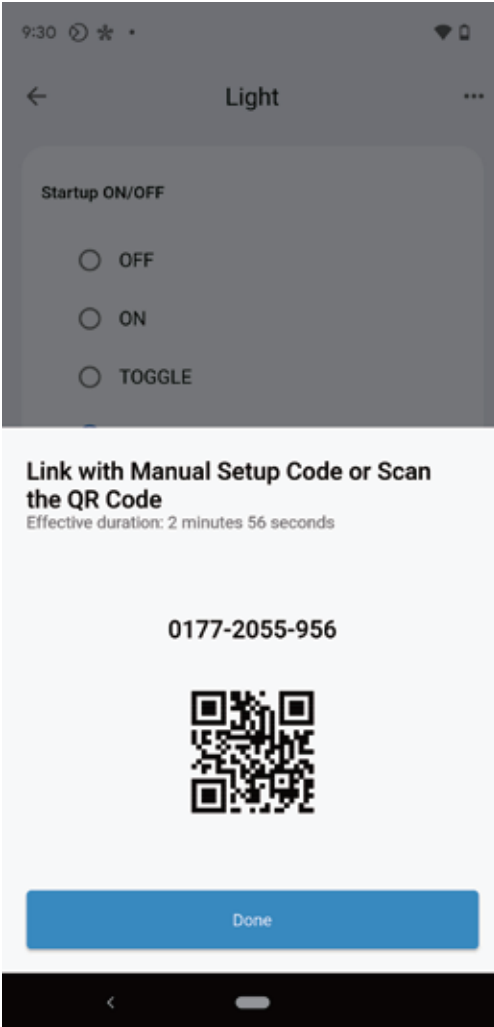 9:30
Light
Startup ON/OFF
OFF
ON
TOGGLE
Link with Manual Setup Code or Scan
the QR Code
Effective duration: 2 minutes 56 seconds
0177-2055-956
Done